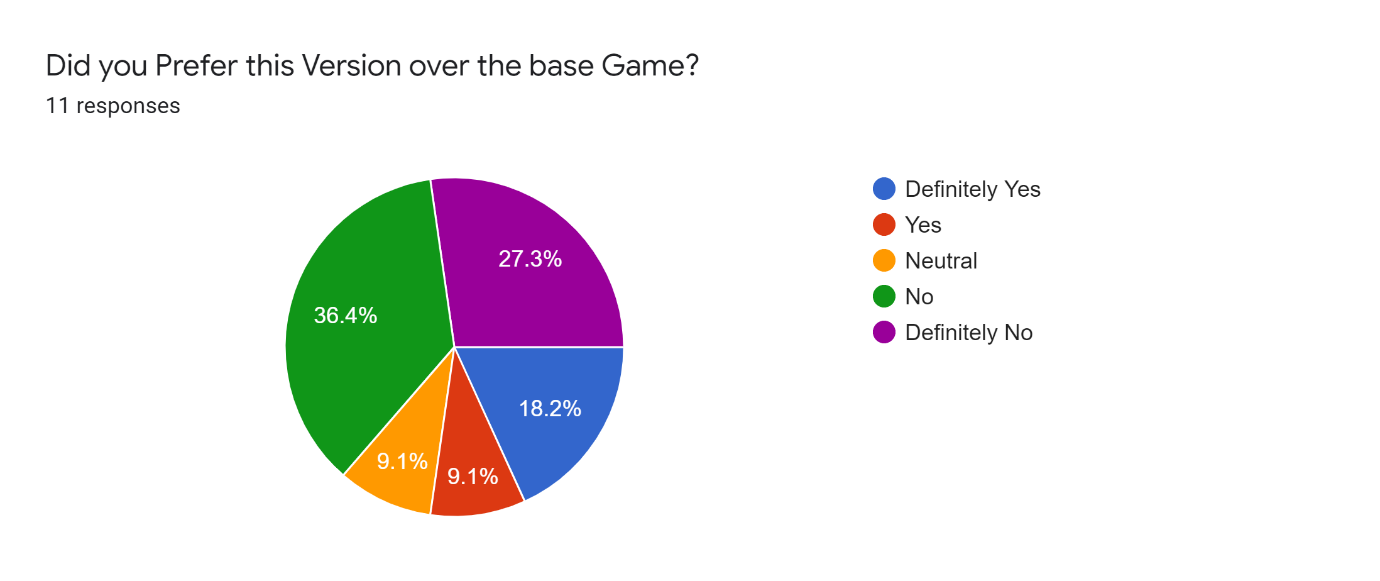 Did you Prefer this Version over the base Game?
11 responses
27.3%
36.4%
18.2%
9.1%
9.1%
Definitely Yes
Yes
Neutral
No
Definitely No